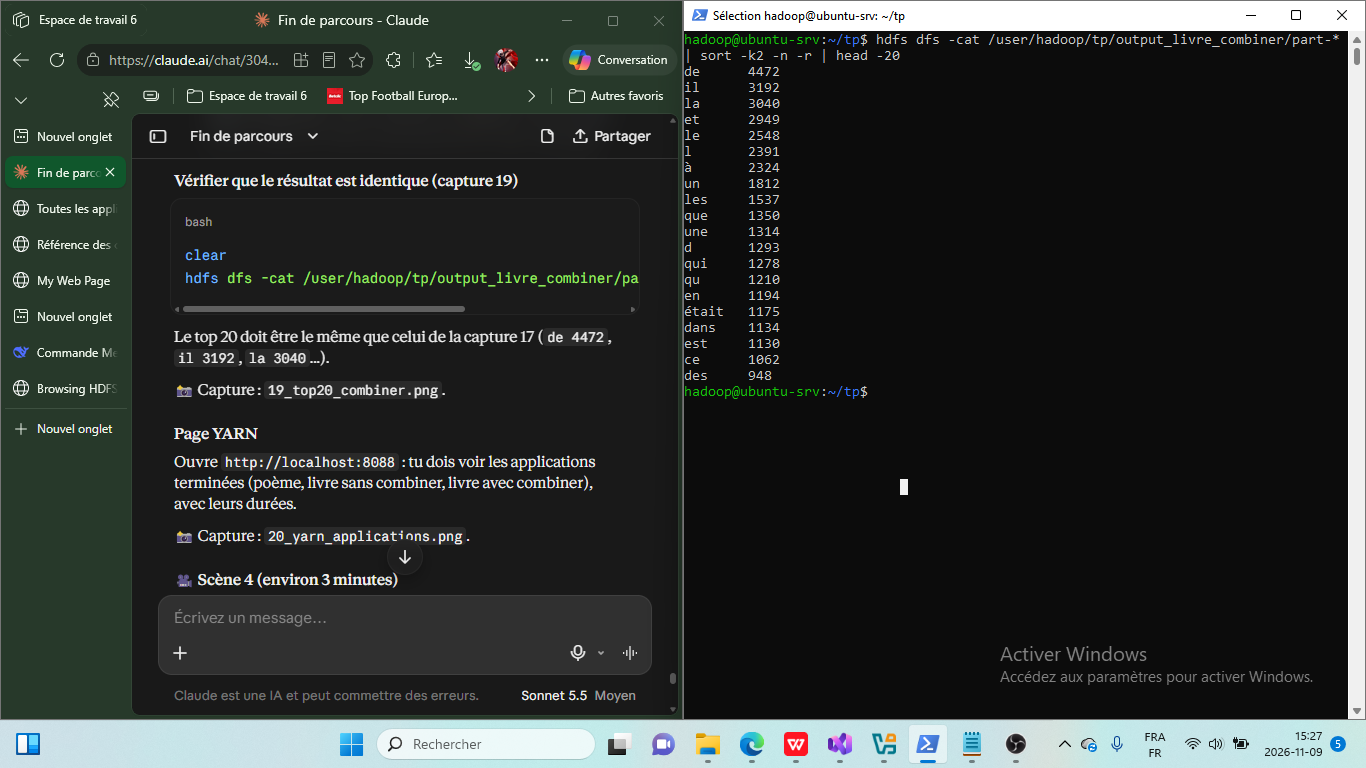 Espace de travail 6
Fin de parcours - Claude
https://claude.ai/chat/304...
Conversation
Espace de travail 6
Top Football Europ...
Autres favoris
Nouvel onglet
Fin de parco
Toutes les appl
Référence des
My Web Page
Nouvel onglet
Commande Me
Browsing HDFS
Nouvel onglet
Fin de parcours
Partager
Vérifier que le résultat est identique (capture 19)
bash
clear
hdfs dfs -cat /user/hadoop/tp/output_livre_combiner/pa
Le top 20 doit être le même que celui de la capture 17 ( de 4472 ,
il 3192 , la 3040 …).
Capture : 19_top20_combiner.png .
Page YARN
Ouvre http://localhost:8088 : tu dois voir les applications
terminées (poème, livre sans combiner, livre avec combiner),
avec leurs durées.
Capture : 20_yarn_applications.png .
Scène 4 (environ 3 minutes)
Écrivez un message…
Claude est une IA et peut commettre des erreurs.
Sonnet 5.5 Moyen
Sélection hadoop@ubuntu-srv: ~/tp
hadoop@ubuntu-srv:~/tp$ hdfs dfs -cat /user/hadoop/tp/output_livre_combiner/part-*
| sort -k2 -n -r | head -20
de 4472
il 3192
la 3040
et 2949
le 2548
l 2391
à 2324
un 1812
les 1537
que 1350
une 1314
d 1293
qui 1278
qu 1210
en 1194
était 1175
dans 1134
est 1130
ce 1062
des 948
hadoop@ubuntu-srv:~/tp$
Activer Windows
Accédez aux paramètres pour activer Windows.
Rechercher
FRA
FR
15:27
2026-11-09
5